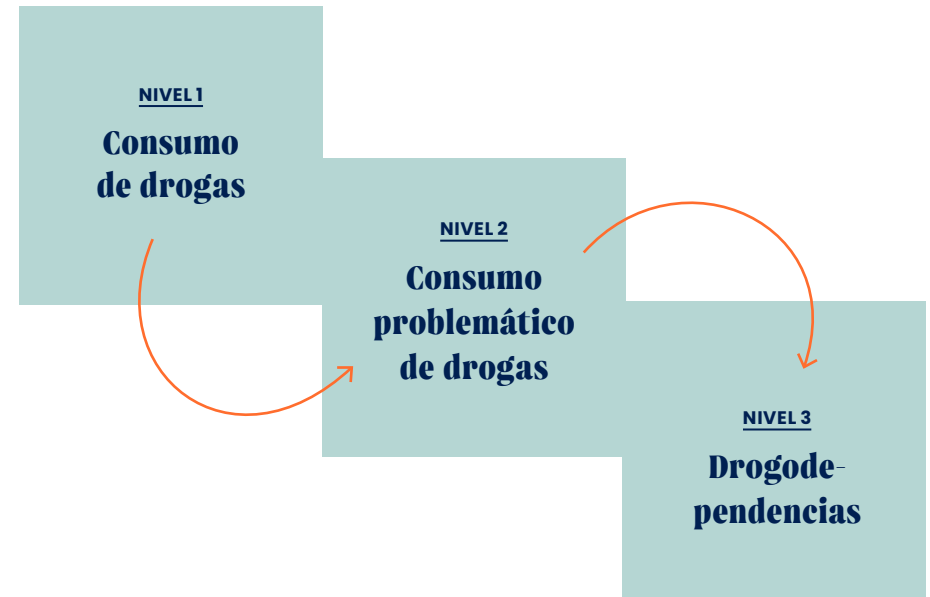 NIVEL 1
Consumo
de drogas
NIVEL 2
Consumo
problemático
de drogas
NIVEL 3
Drogode-
pendencias